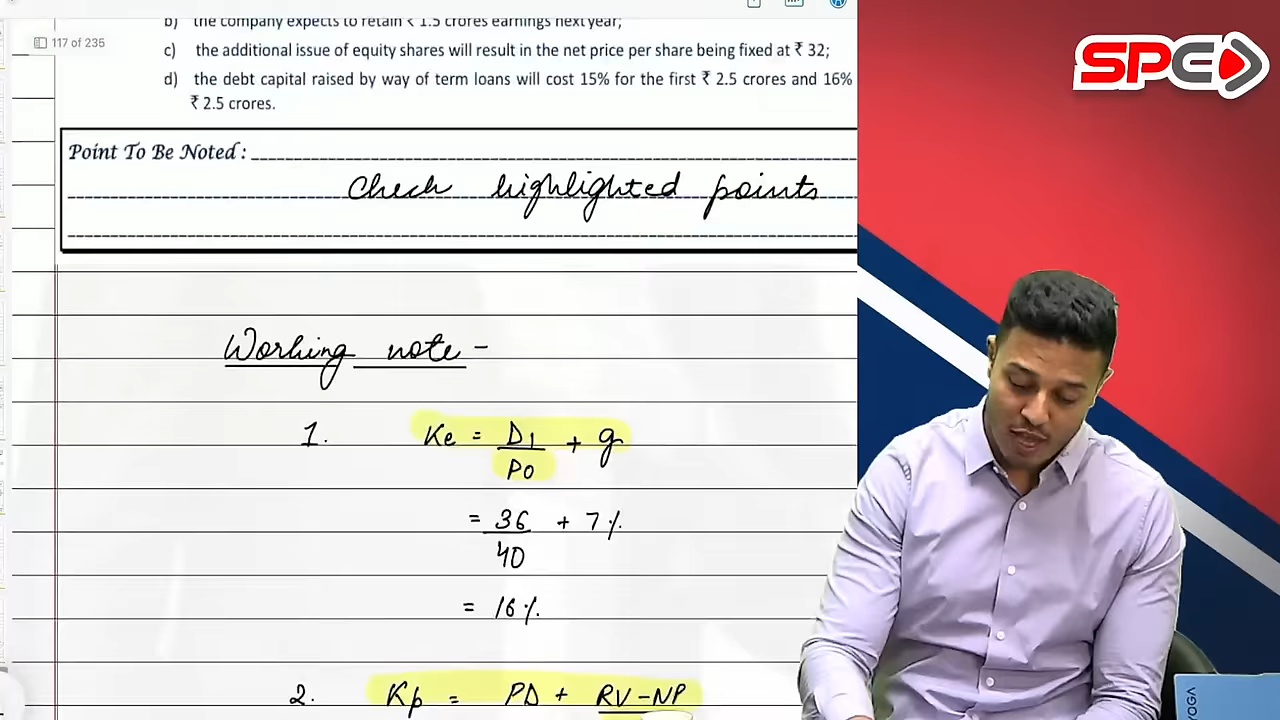 b) the company expects to retain ₹ 1.5 crores earnings next year;
117 of 235
c) the additional issue of equity shares will result in the net price per share being fixed at ₹ 32;
d) the debt capital raised by way of term loans will cost 15% for the first ₹ 2.5 crores and 16%
₹ 2.5 crores.
Point To Be Noted :
Check highlighted points
Working note -
1. Ke = D1 + g
P0
= 36 + 7%
40
= 16%
2. Kp = PD + RV - NP
SPC
OGA